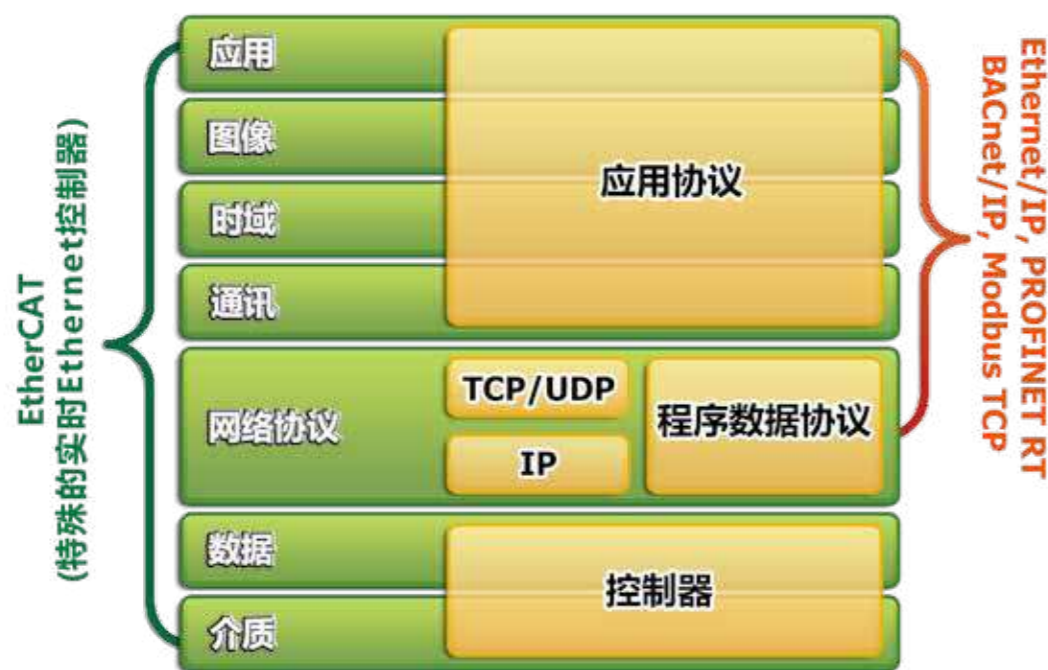 EtherCAT
(特殊的实时Ethernet控制器)
应用
图像
时域
通讯
应用协议
网络协议
TCP/UDP
IP
程序数据协议
数据
介质
控制器
Ethernet/IP, PROFINET RT
BACnet/IP, Modbus TCP